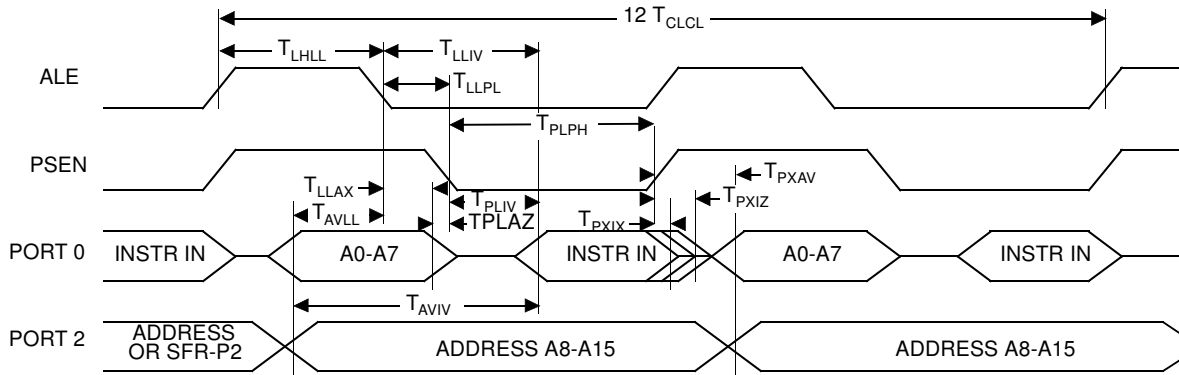 12 TCLCL
TLHLL
TLLIV
ALE
TLLPL
TPLPH
PSEN
TPXAV
TLLAX
TPLIV
TPXIZ
TAVLL
TPLAZ
TPXIX
PORT 0
INSTR IN
A0-A7
INSTR IN
A0-A7
INSTR IN
TAVIV
PORT 2
ADDRESS
OR SFR-P2
ADDRESS A8-A15
ADDRESS A8-A15